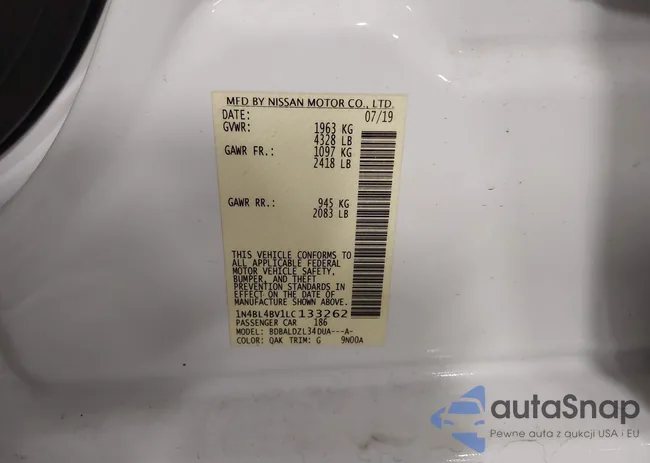 MFD BY NISSAN MOTOR CO., LTD.
DATE: 07/19
GVWR: 1963 KG
4328 LB
GAWR FR.: 1097 KG
2418 LB
GAWR RR.: 945 KG
2083 LB
THIS VEHICLE CONFORMS TO
ALL APPLICABLE FEDERAL
MOTOR VEHICLE SAFETY,
BUMPER, AND THEFT
PREVENTION STANDARDS IN
EFFECT ON THE DATE OF
MANUFACTURE SHOWN ABOVE.
1N4BL4BV1LC133262
PASSENGER CAR 186
MODEL: BDBALDZL34DUA---A-
COLOR: QAK TRIM: G 9N00A
autaSnap
Pewne auta z aukcji USA i EU